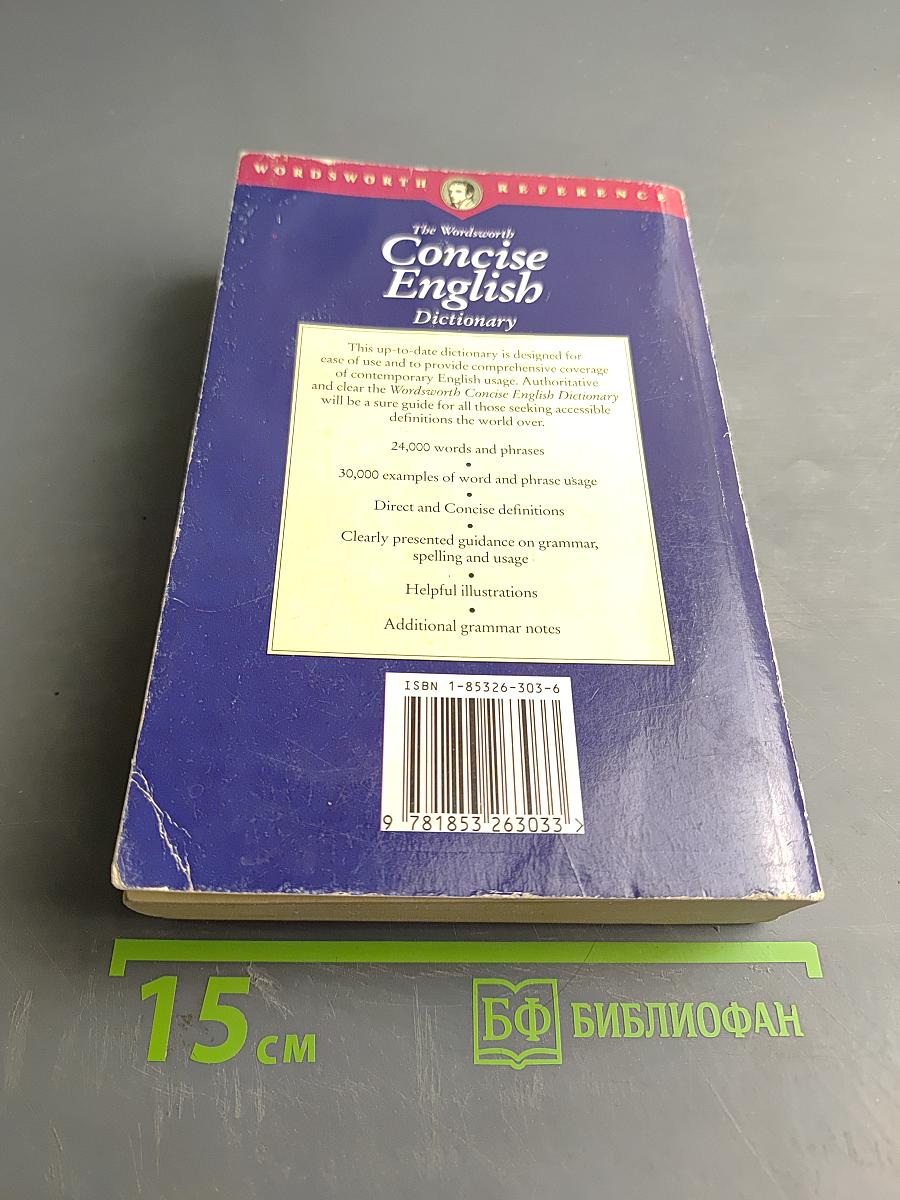 WORDSWORTH REFERENCE
The Wordsworth
Concise
English
Dictionary
This up-to-date dictionary is designed for
ease of use and to provide comprehensive coverage
of contemporary English usage. Authoritative
and clear the Wordsworth Concise English Dictionary
will be a sure guide for all those seeking accessible
definitions the world over.
24,000 words and phrases
•
30,000 examples of word and phrase usage
•
Direct and Concise definitions
•
Clearly presented guidance on grammar,
spelling and usage
•
Helpful illustrations
•
Additional grammar notes
ISBN 1-85326-303-6
9 781853 263033 >
15 см
БФ БИБЛИОФАН